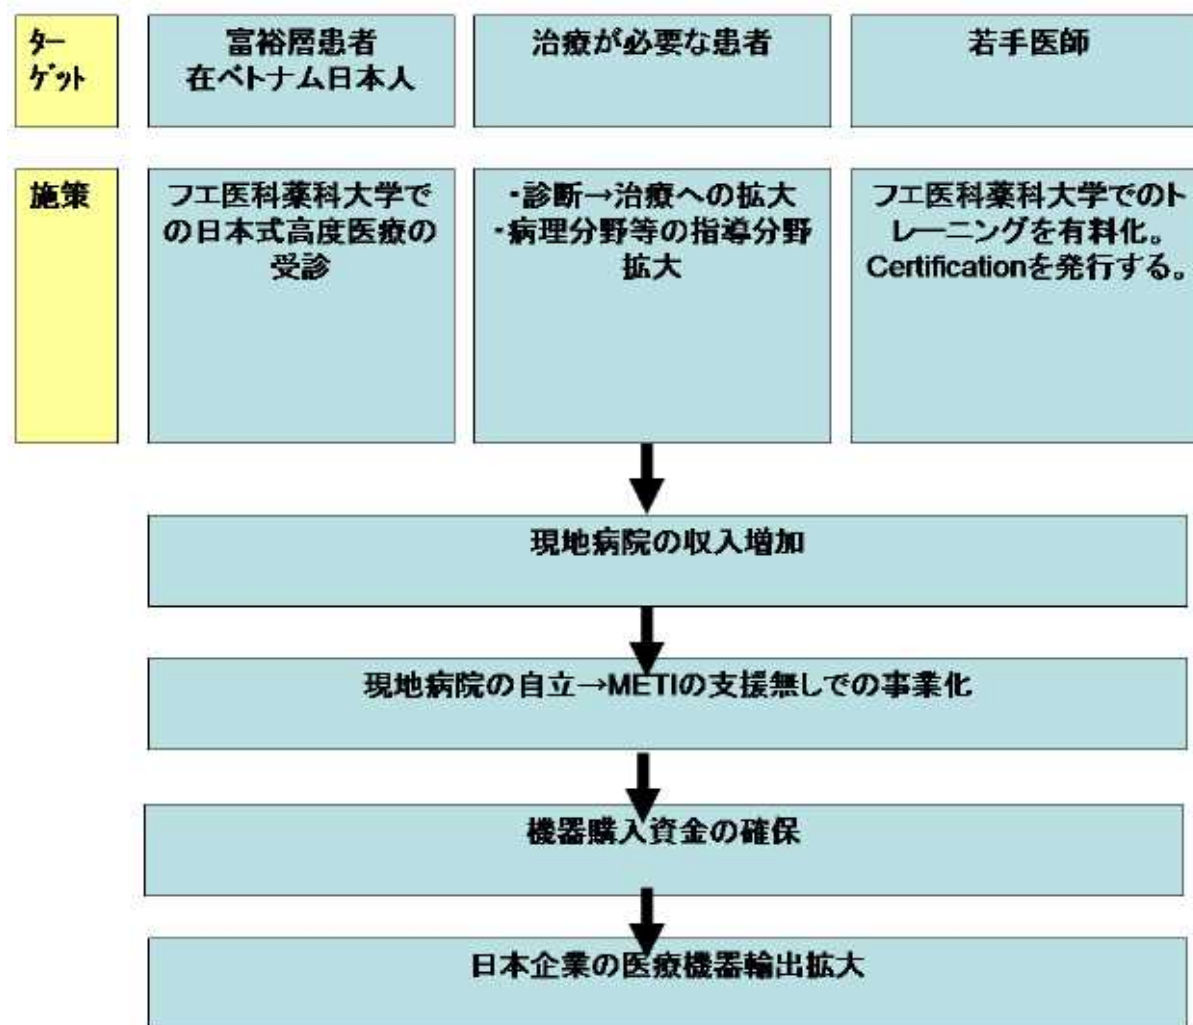 ター
ゲット
富裕層患者
在ベトナム日本人
治療が必要な患者
若手医師
施策
フエ医科薬科大学で
の日本式高度医療の
受診
・診断→治療への拡大
・病理分野等の指導分野
拡大
フエ医科薬科大学でのト
レーニングを有料化。
Certificationを発行する。
現地病院の収入増加
現地病院の自立→METIの支援無しでの事業化
機器購入資金の確保
日本企業の医療機器輸出拡大